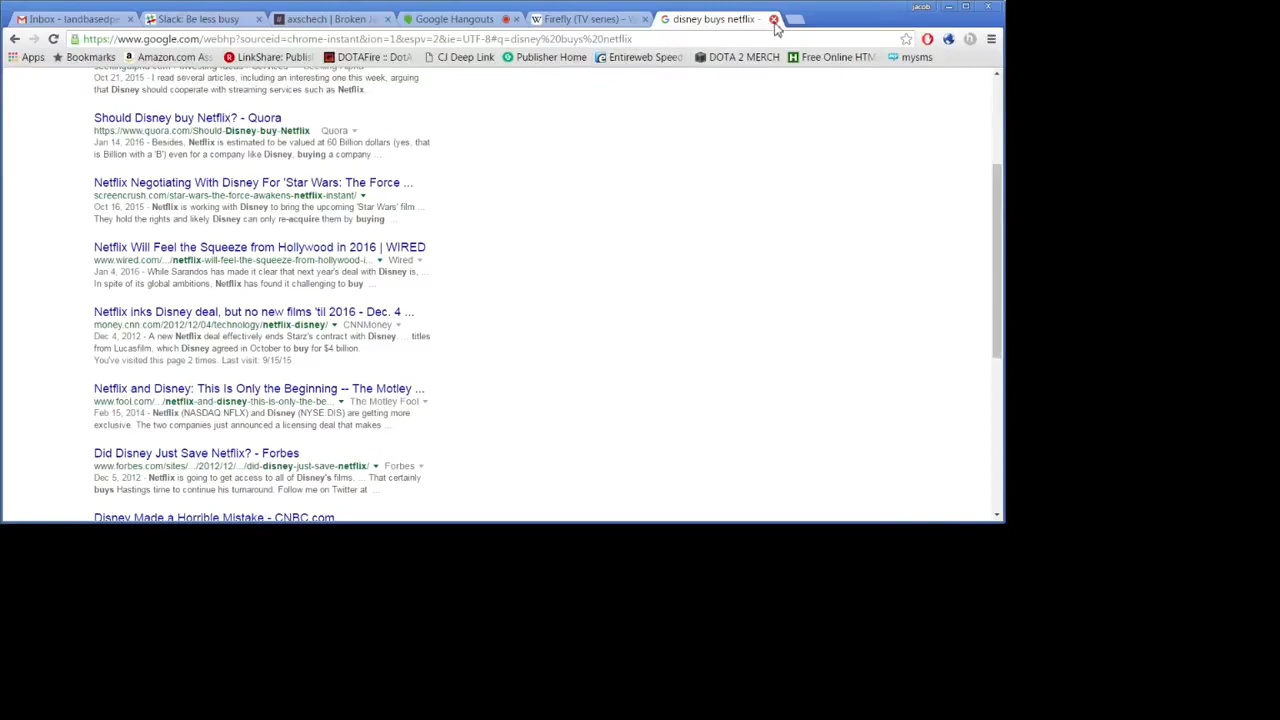 jacob
Inbox - landbasedpe
Slack: Be less busy
axschech | Broken Je
Google Hangouts
Firefly (TV series) - W
disney buys netflix -
https://www.google.com/webhp?sourceid=chrome-instant&ion=1&espv=2&ie=UTF-8#q=disney%20buys%20netflix
Apps Bookmarks Amazon.com Ass LinkShare: Publis DOTAFire :: DotA CJ Deep Link Publisher Home Entireweb Speed DOTA 2 MERCH Free Online HTM mysms
Oct 21, 2015 - I read several articles, including an interesting one this week, arguing
that Disney should cooperate with streaming services such as Netflix.
Should Disney buy Netflix? - Quora
https://www.quora.com/Should-Disney-buy-Netflix Quora
Jan 14, 2016 - Besides, Netflix is estimated to be valued at 60 Billion dollars (yes, that
is Billion with a 'B') even for a company like Disney, buying a company ...
Netflix Negotiating With Disney For 'Star Wars: The Force ...
screencrush.com/star-wars-the-force-awakens-netflix-instant/
Oct 16, 2015 - Netflix is working with Disney to bring the upcoming 'Star Wars' film ...
They hold the rights and likely Disney can only re-acquire them by buying ...
Netflix Will Feel the Squeeze from Hollywood in 2016 | WIRED
www.wired.com/.../netflix-will-feel-the-squeeze-from-hollywood-i... Wired
Jan 4, 2016 - While Sarandos has made it clear that next year's deal with Disney is, ...
In spite of its global ambitions, Netflix has found it challenging to buy ...
Netflix inks Disney deal, but no new films 'til 2016 - Dec. 4 ...
money.cnn.com/2012/12/04/technology/netflix-disney/ CNNMoney
Dec 4, 2012 - A new Netflix deal effectively ends Starz's contract with Disney. ... titles
from Lucasfilm, which Disney agreed in October to buy for $4 billion.
You've visited this page 2 times. Last visit: 9/15/15
Netflix and Disney: This Is Only the Beginning -- The Motley ...
www.fool.com/.../netflix-and-disney-this-is-only-the-be... The Motley Fool
Feb 15, 2014 - Netflix (NASDAQ:NFLX) and Disney (NYSE:DIS) are getting more
exclusive. The two companies just announced a licensing deal that makes ...
Did Disney Just Save Netflix? - Forbes
www.forbes.com/sites/.../2012/12/.../did-disney-just-save-netflix/ Forbes
Dec 5, 2012 - Netflix is going to get access to all of Disney's films, ... That certainly
buys Hastings time to continue his turnaround. Follow me on Twitter at ...
Disney Made a Horrible Mistake - CNBC.com